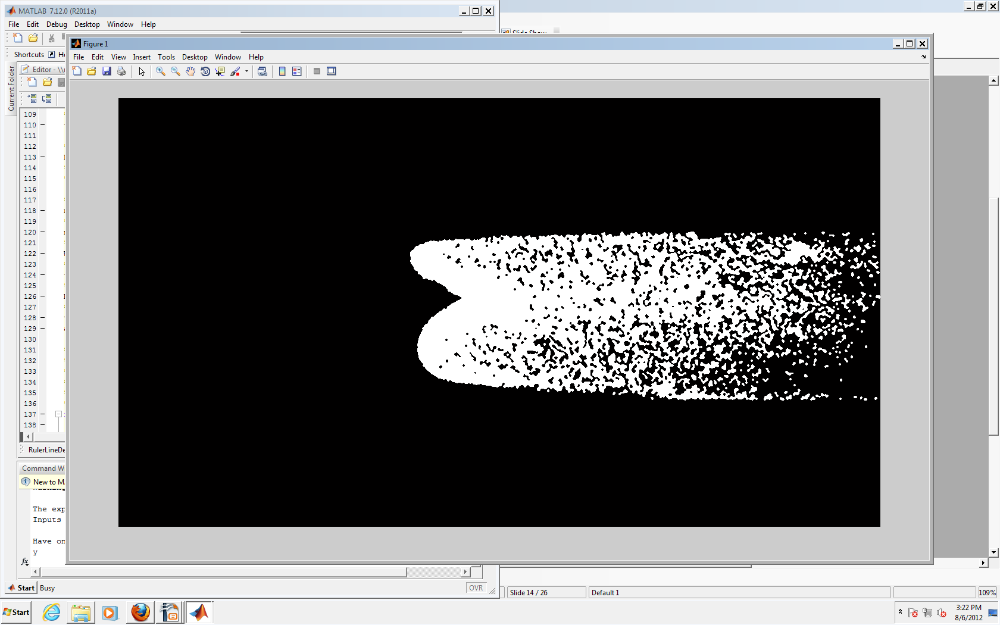 MATLAB 7.12.0 (R2011a)
File Edit Debug Desktop Window Help
Slide Show
Shortcuts
Figure 1
File Edit View Insert Tools Desktop Window Help
Current Folder
Editor - \\
109
110
111
112
113
114
115
116
117
118
119
120
121
122
123
124
125
126
127
128
129
130
131
132
133
134
135
136
137
138
RulerLineDe
Command W
New to M
The exp
Inputs
Have on
y
fx
Start Busy
OVR
Slide 14 / 26
Default 1
109%
Start
3:22 PM
8/6/2012